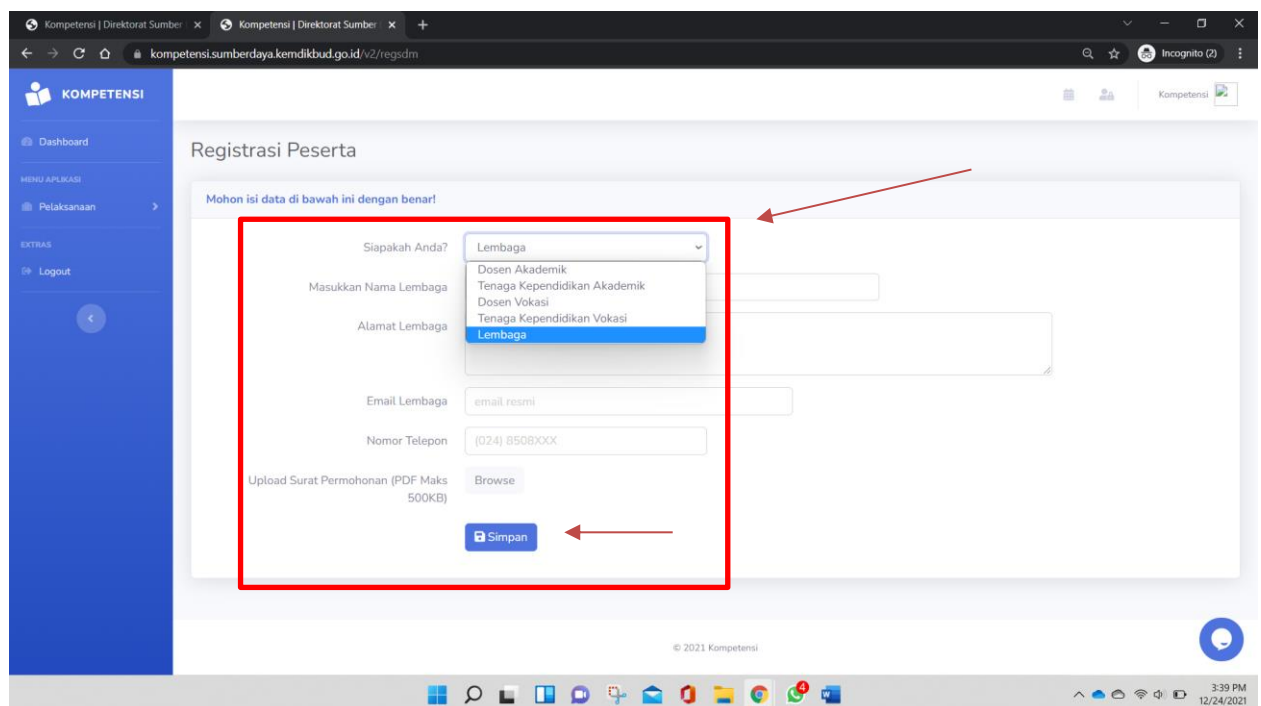 Kompetensi | Direktorat Sumber
Kompetensi | Direktorat Sumber
kompetensi.sumberdaya.kemdikbud.go.id/v2/regsdm
Incognito (2)
KOMPETENSI
Kompetensi
Dashboard
MENU APLIKASI
Pelaksanaan
EXTRAS
Logout
Registrasi Peserta
Mohon isi data di bawah ini dengan benar!
Siapakah Anda?
Lembaga
Dosen Akademik
Tenaga Kependidikan Akademik
Dosen Vokasi
Tenaga Kependidikan Vokasi
Lembaga
Masukkan Nama Lembaga
Alamat Lembaga
Email Lembaga
email resmi
Nomor Telepon
(024) 8508XXX
Upload Surat Permohonan (PDF Maks
500KB)
Browse
Simpan
© 2021 Kompetensi
4
3:39 PM
12/24/2021